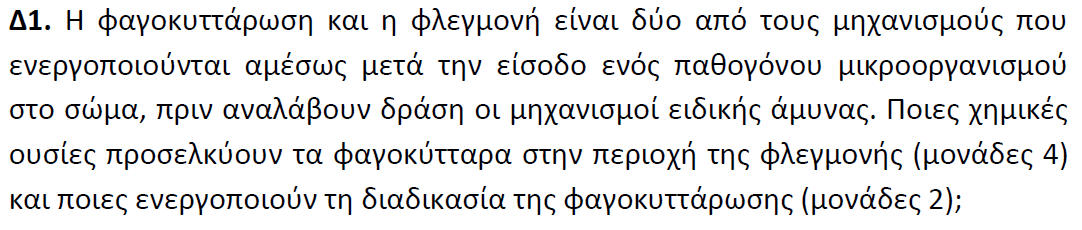 Δ1. Η φαγοκυττάρωση και η φλεγμονή είναι δύο από τους μηχανισμούς που
ενεργοποιούνται αμέσως μετά την είσοδο ενός παθογόνου μικροοργανισμού
στο σώμα, πριν αναλάβουν δράση οι μηχανισμοί ειδικής άμυνας. Ποιες χημικές
ουσίες προσελκύουν τα φαγοκύτταρα στην περιοχή της φλεγμονής (μονάδες 4)
και ποιες ενεργοποιούν τη διαδικασία της φαγοκυττάρωσης (μονάδες 2);